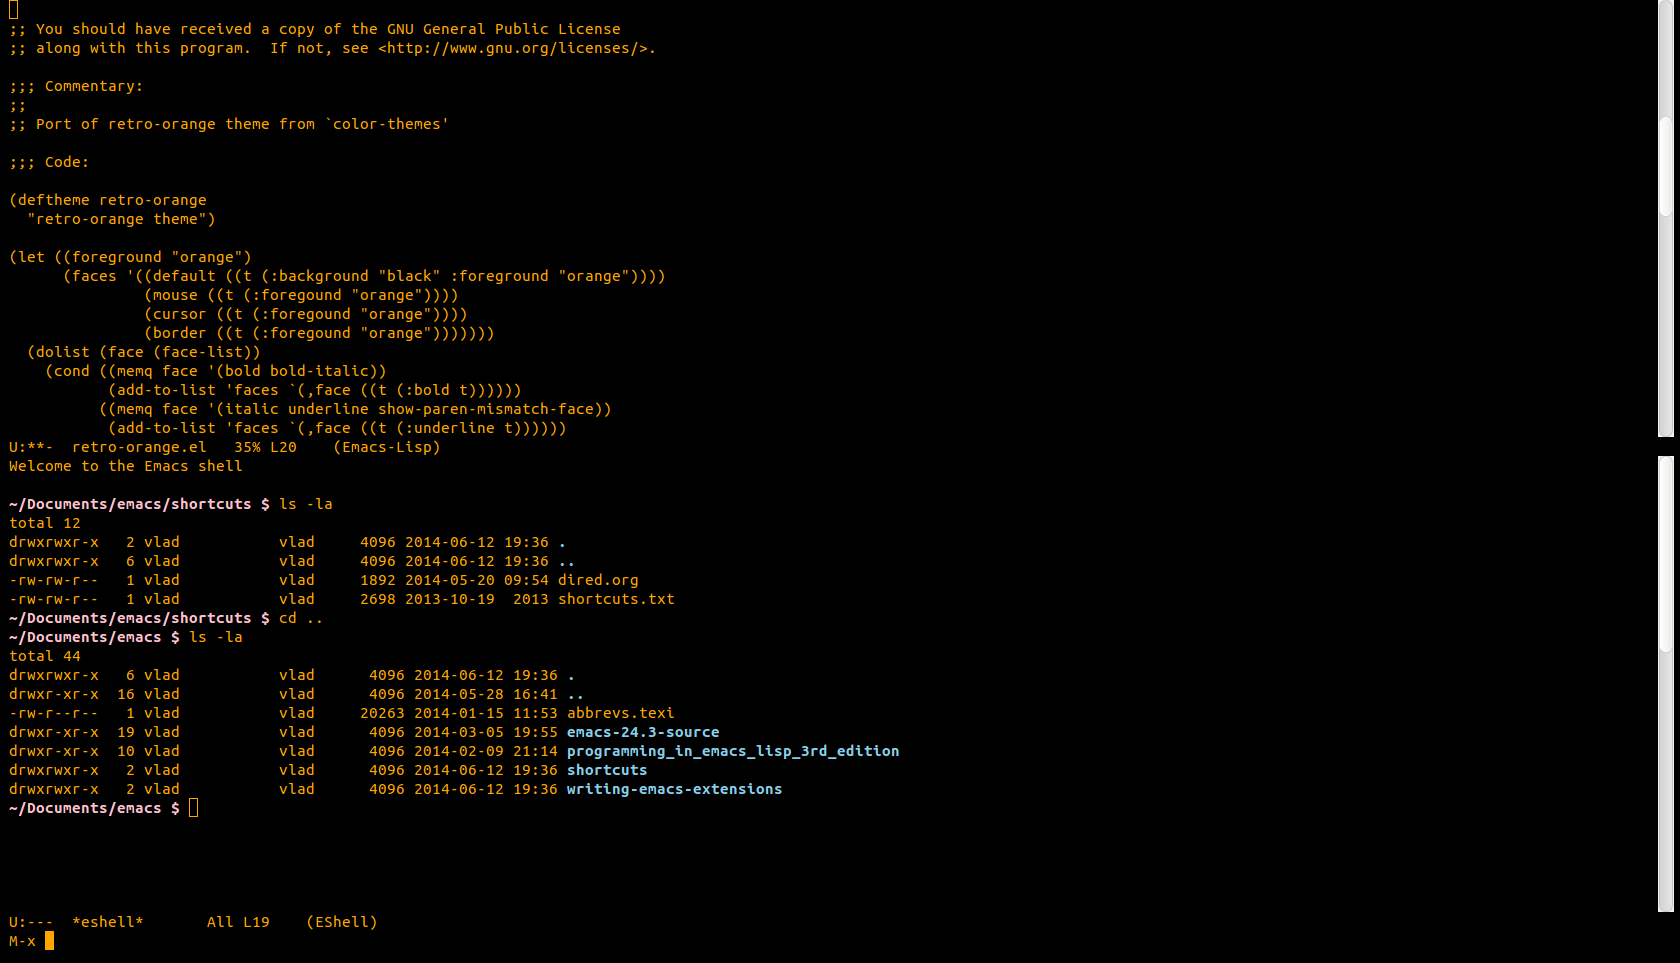 ;; You should have received a copy of the GNU General Public License
;; along with this program.  If not, see <http://www.gnu.org/licenses/>.

;;; Commentary:
;;
;; Port of retro-orange theme from `color-themes'

;;; Code:

(deftheme retro-orange
  "retro-orange theme")

(let ((foreground "orange")
      (faces '((default ((t (:background "black" :foreground "orange"))))
               (mouse ((t (:foregound "orange"))))
               (cursor ((t (:foregound "orange"))))
               (border ((t (:foregound "orange")))))))
  (dolist (face (face-list))
    (cond ((memq face '(bold bold-italic))
           (add-to-list 'faces `(,face ((t (:bold t))))))
          ((memq face '(italic underline show-paren-mismatch-face))
           (add-to-list 'faces `(,face ((t (:underline t))))))
U:**-  retro-orange.el   35% L20    (Emacs-Lisp)
Welcome to the Emacs shell

~/Documents/emacs/shortcuts $ ls -la
total 12
drwxrwxr-x   2 vlad           vlad     4096 2014-06-12 19:36 .
drwxrwxr-x   6 vlad           vlad     4096 2014-06-12 19:36 ..
-rw-rw-r--   1 vlad           vlad     1892 2014-05-20 09:54 dired.org
-rw-rw-r--   1 vlad           vlad     2698 2013-10-19  2013 shortcuts.txt
~/Documents/emacs/shortcuts $ cd ..
~/Documents/emacs $ ls -la
total 44
drwxrwxr-x   6 vlad           vlad      4096 2014-06-12 19:36 .
drwxr-xr-x  16 vlad           vlad      4096 2014-05-28 16:41 ..
-rw-r--r--   1 vlad           vlad     20263 2014-01-15 11:53 abbrevs.texi
drwxr-xr-x  19 vlad           vlad      4096 2014-03-05 19:55 emacs-24.3-source
drwxr-xr-x  10 vlad           vlad      4096 2014-02-09 21:14 programming_in_emacs_lisp_3rd_edition
drwxrwxr-x   2 vlad           vlad      4096 2014-06-12 19:36 shortcuts
drwxrwxr-x   2 vlad           vlad      4096 2014-06-12 19:36 writing-emacs-extensions
~/Documents/emacs $
U:---  *eshell*       All L19    (EShell)
M-x